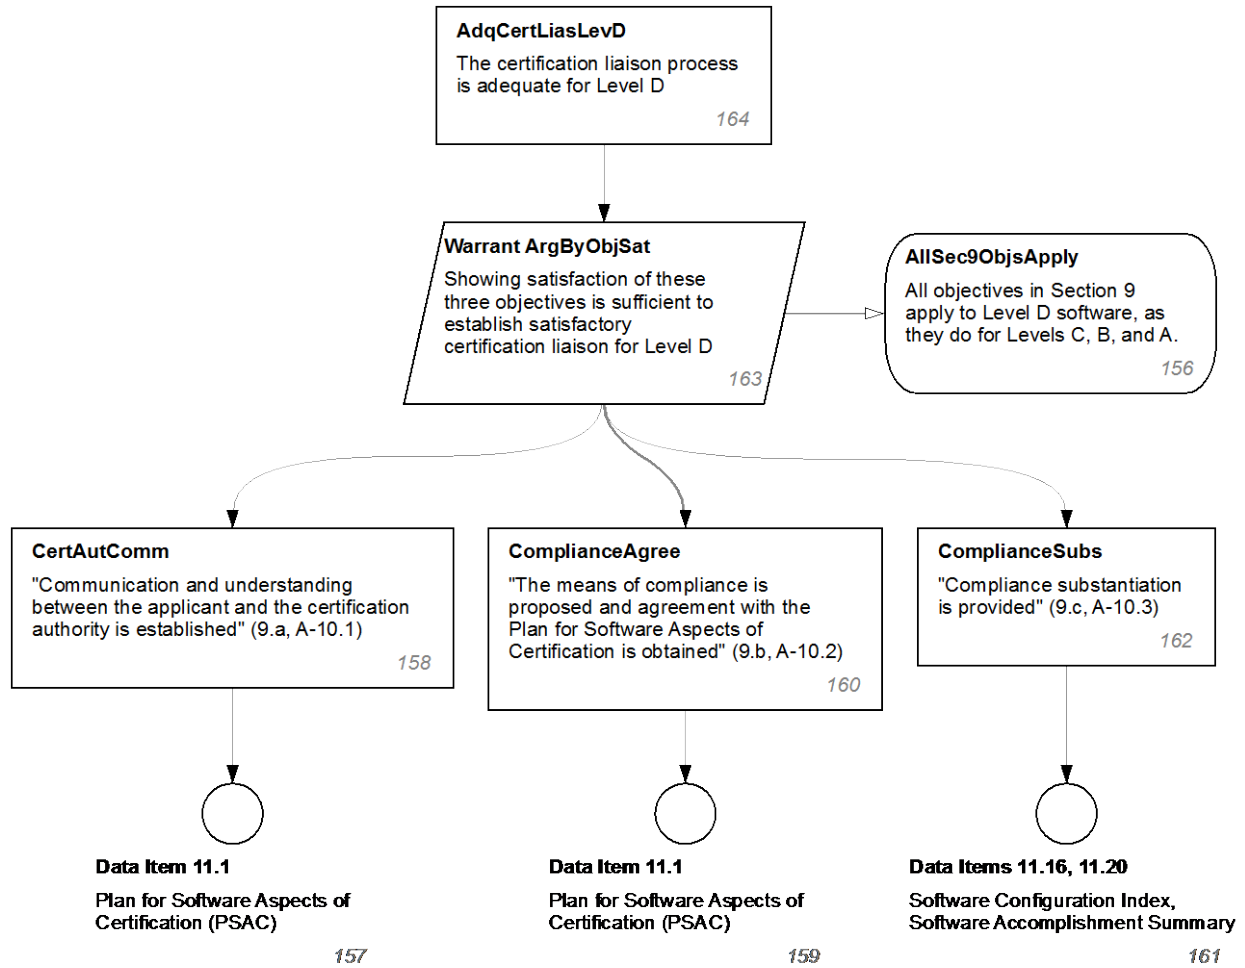 AdqCertLiasLevD
The certification liaison process
is adequate for Level D
164
Warrant ArgByObjSat
Showing satisfaction of these
three objectives is sufficient to
establish satisfactory
certification liaison for Level D
163
AllSec9ObjsApply
All objectives in Section 9
apply to Level D software, as
they do for Levels C, B, and A.
156
CertAutComm
"Communication and understanding
between the applicant and the certification
authority is established" (9.a, A-10.1)
158
ComplianceAgree
"The means of compliance is
proposed and agreement with the
Plan for Software Aspects of
Certification is obtained" (9.b, A-10.2)
160
ComplianceSubs
"Compliance substantiation
is provided" (9.c, A-10.3)
162
Data Item 11.1
Plan for Software Aspects of
Certification (PSAC)
157
Data Item 11.1
Plan for Software Aspects of
Certification (PSAC)
159
Data Items 11.16, 11.20
Software Configuration Index,
Software Accomplishment Summary
161